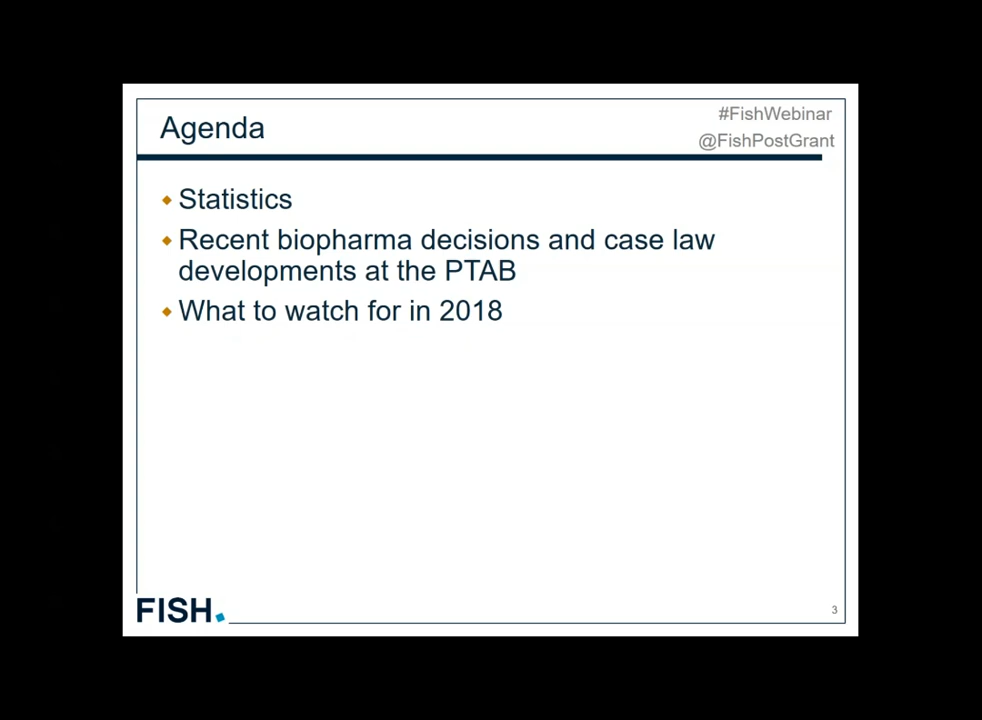 Agenda
#FishWebinar
@FishPostGrant
Statistics
Recent biopharma decisions and case law
developments at the PTAB
What to watch for in 2018
FISH.
3